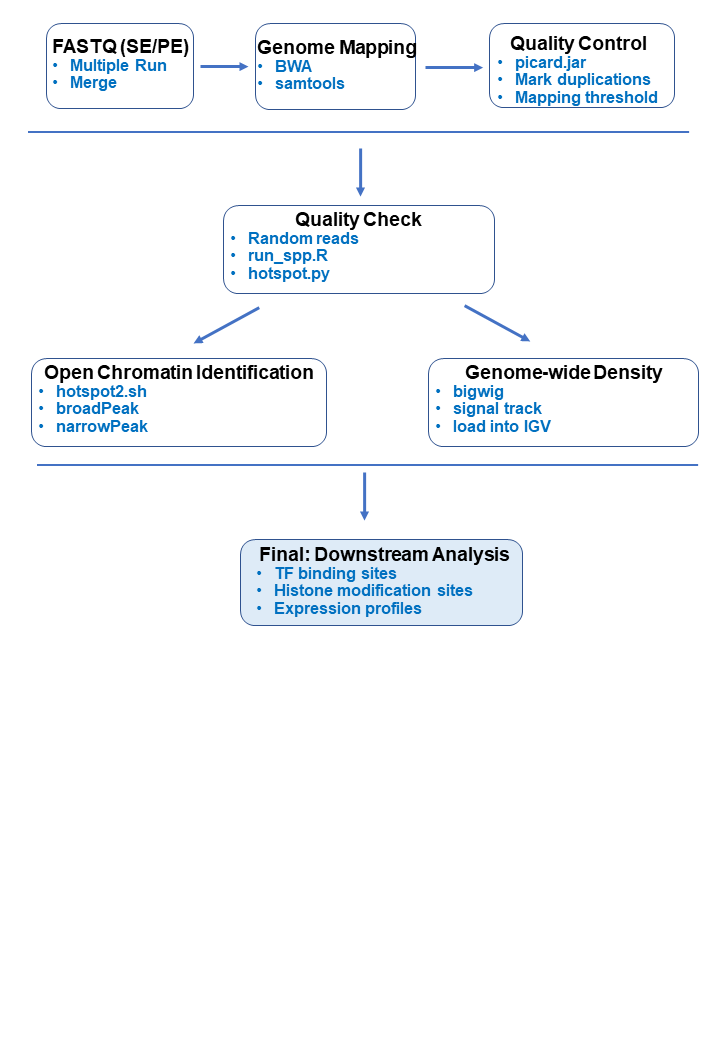 FASTQ (SE/PE)
• Multiple Run
• Merge
Genome Mapping
• BWA
• samtools
Quality Control
• picard.jar
• Mark duplications
• Mapping threshold
Quality Check
• Random reads
• run_spp.R
• hotspot.py
Open Chromatin Identification
• hotspot2.sh
• broadPeak
• narrowPeak
Genome-wide Density
• bigwig
• signal track
• load into IGV
Final: Downstream Analysis
• TF binding sites
• Histone modification sites
• Expression profiles